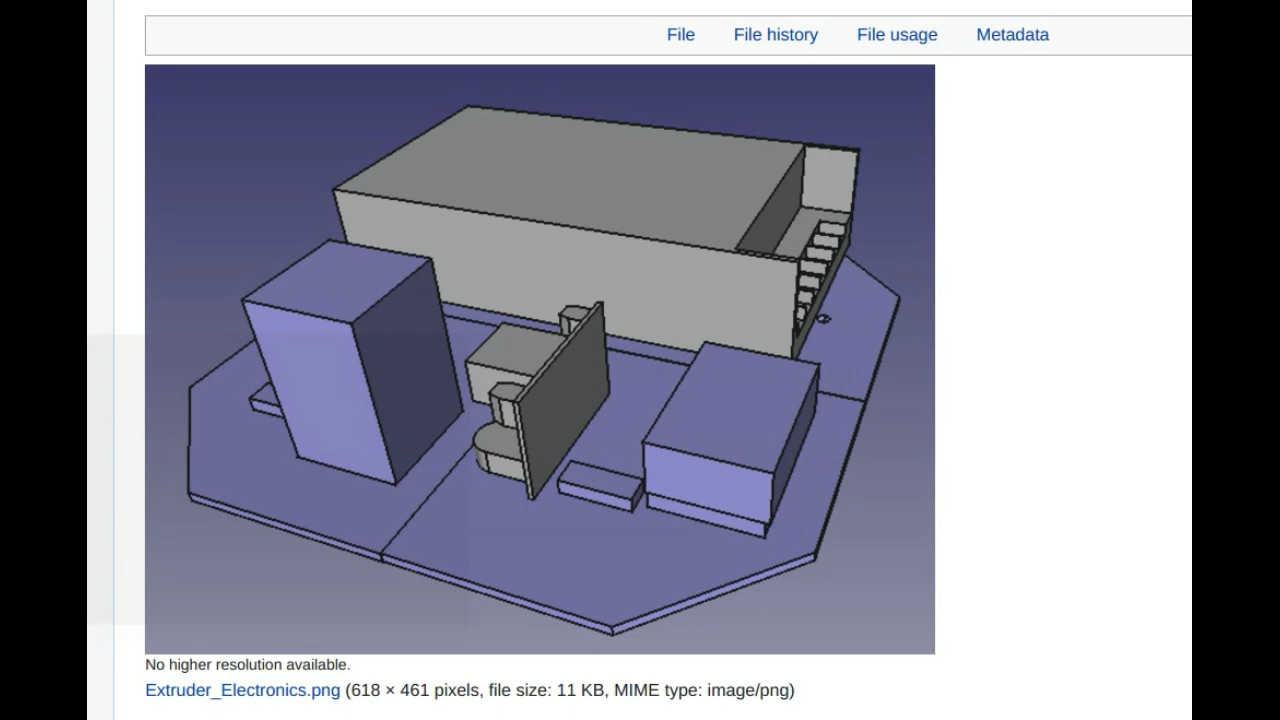 File File history File usage Metadata
No higher resolution available.
Extruder_Electronics.png (618 × 461 pixels, file size: 11 KB, MIME type: image/png)